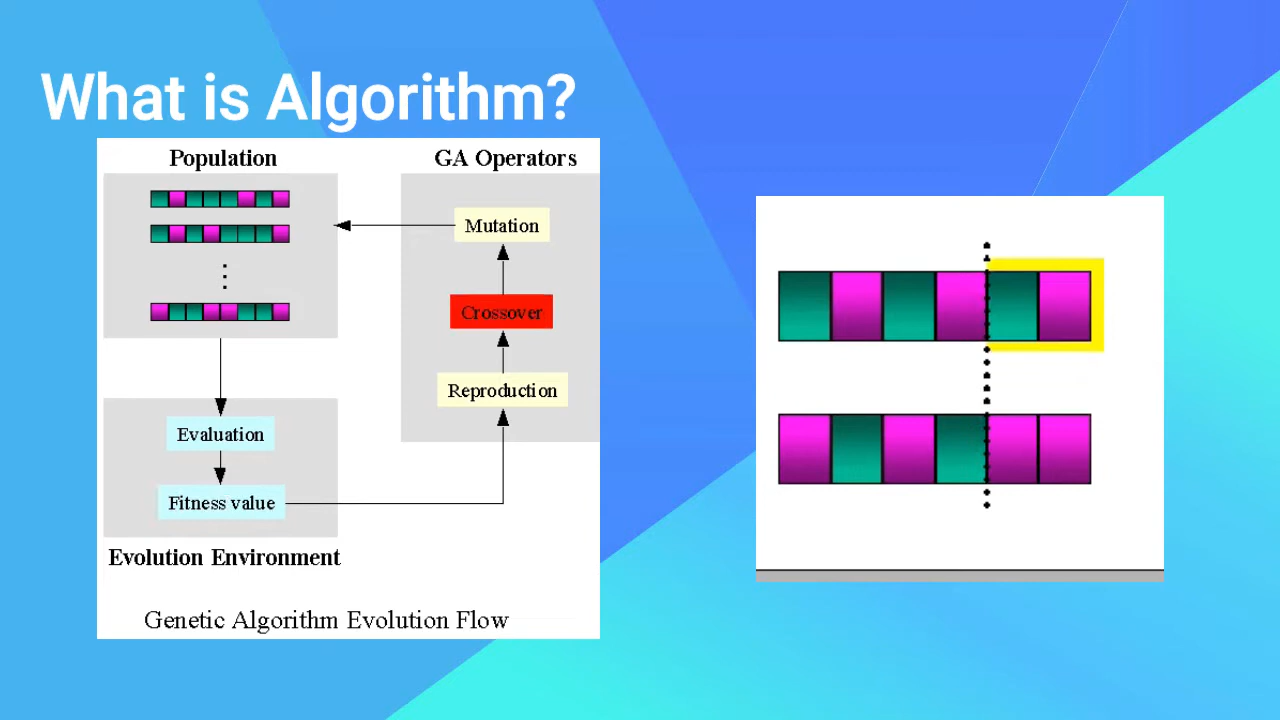 What is Algorithm?
Population
GA Operators
Mutation
Crossover
Reproduction
Evaluation
Fitness value
Evolution Environment
Genetic Algorithm Evolution Flow